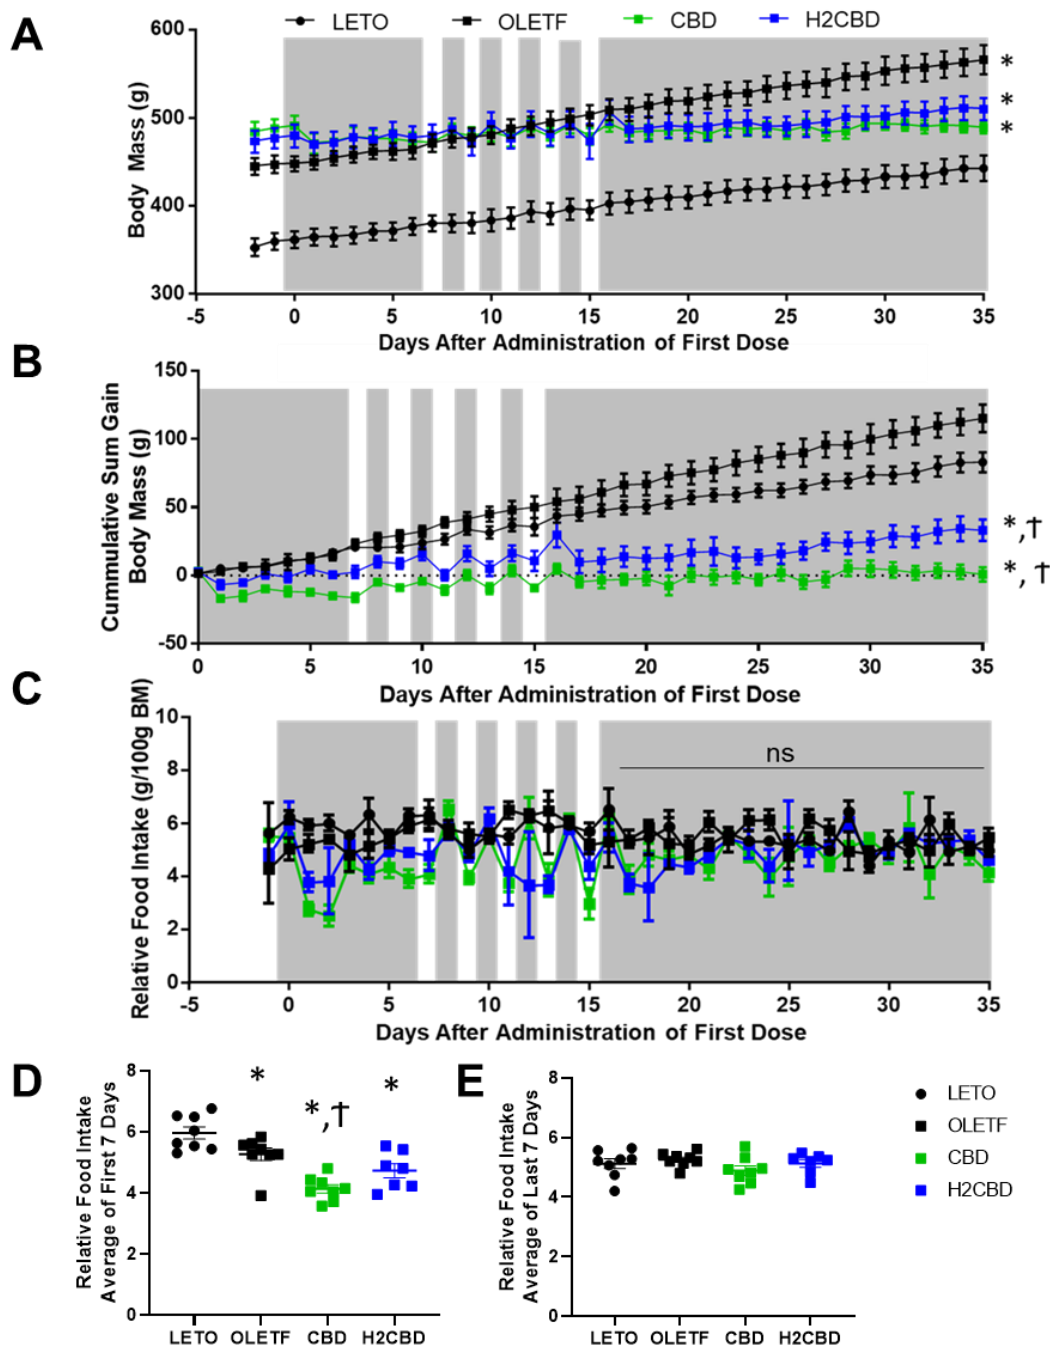 A
LETO OLETF CBD H2CBD
Body Mass (g)
600
500
400
300
*
*
*
-5 0 5 10 15 20 25 30 35
Days After Administration of First Dose
B
Cummulative Sum Gain
Body Mass (g)
150
100
50
0
-50
*,†
*,†
0 5 10 15 20 25 30 35
Days After Administration of First Dose
C
Relative Food Intake (g/100g BM)
10
8
6
4
2
0
ns
-5 0 5 10 15 20 25 30 35
Days After Administration of First Dose
D
Relative Food Intake
Average of First 7 Days
8
6
4
2
0
*
*,†
*
LETO OLETF CBD H2CBD
E
Relative Food Intake
Average of Last 7 Days
8
6
4
2
0
LETO OLETF CBD H2CBD
LETO
OLETF
CBD
H2CBD